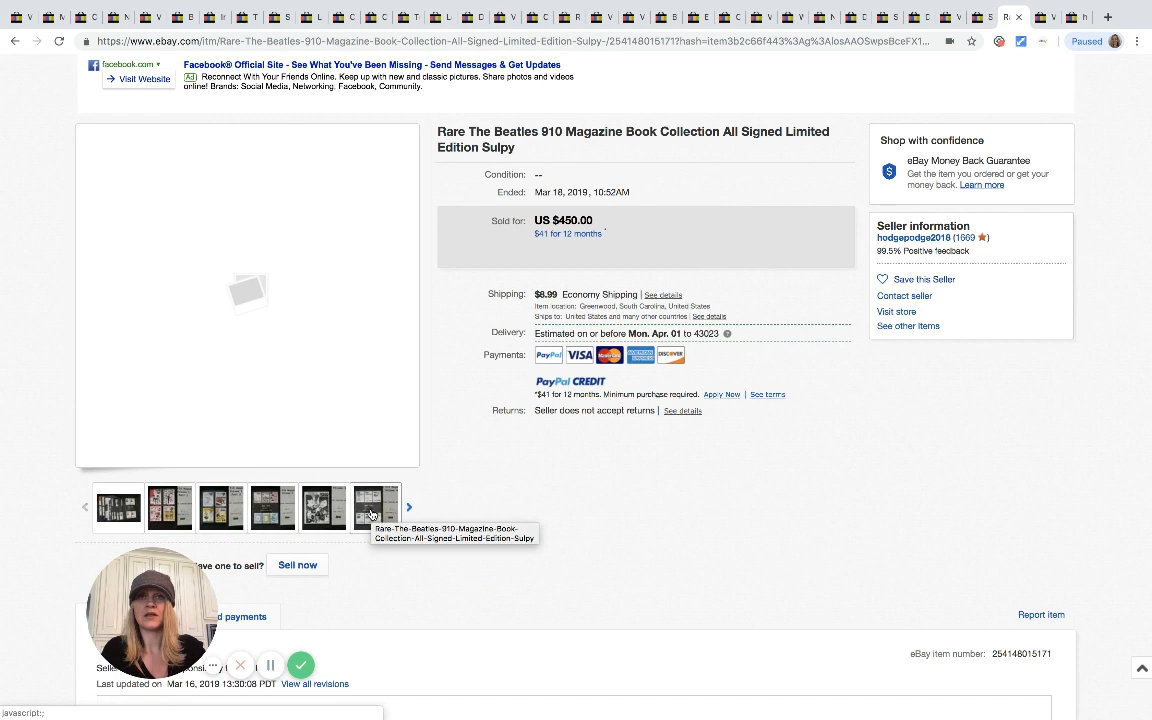 V
M
C
N
V
B
Ir
T
S
L
C
C
T
L
D
V
C
R
V
V
B
E
C
V
V
N
D
S
D
V
S
R
V
h
https://www.ebay.com/itm/Rare-The-Beatles-910-Magazine-Book-Collection-All-Signed-Limited-Edition-Sulpy-/254148015171?hash=item3b2c66f443%3Ag%3AlosAAOSwpsBceFX1...
Paused
facebook.com
Visit Website
Facebook® Official Site - See What You've Been Missing - Send Messages & Get Updates
Ad Reconnect With Your Friends Online. Keep up with new and classic pictures. Share photos and videos
online! Brands: Social Media, Networking, Facebook, Community.
Rare The Beatles 910 Magazine Book Collection All Signed Limited
Edition Sulpy
Condition: --
Ended: Mar 18, 2019 , 10:52AM
Sold for: US $450.00
$41 for 12 months *
Shipping: $8.99 Economy Shipping | See details
Item location: Greenwood, South Carolina, United States
Ships to: United States and many other countries | See details
Delivery: Estimated on or before Mon. Apr. 01 to 43023
Payments: PayPal VISA MasterCard AMERICAN EXPRESS DISCOVER
PayPal CREDIT
*$41 for 12 months. Minimum purchase required. Apply Now | See terms
Returns: Seller does not accept returns | See details
Shop with confidence
eBay Money Back Guarantee
Get the item you ordered or get your
money back. Learn more
Seller information
hodgepodge2016 (1669 )
99.5% Positive feedback
Save this Seller
Contact seller
Visit store
See other items
Rare-The-Beatles-910-Magazine-Book-
Collection-All-Signed-Limited-Edition-Sulpy
ave one to sell? Sell now
d payments
Report item
eBay item number: 254148015171
Last updated on Mar 16, 2019 13:30:08 PDT View all revisions
javascript:;